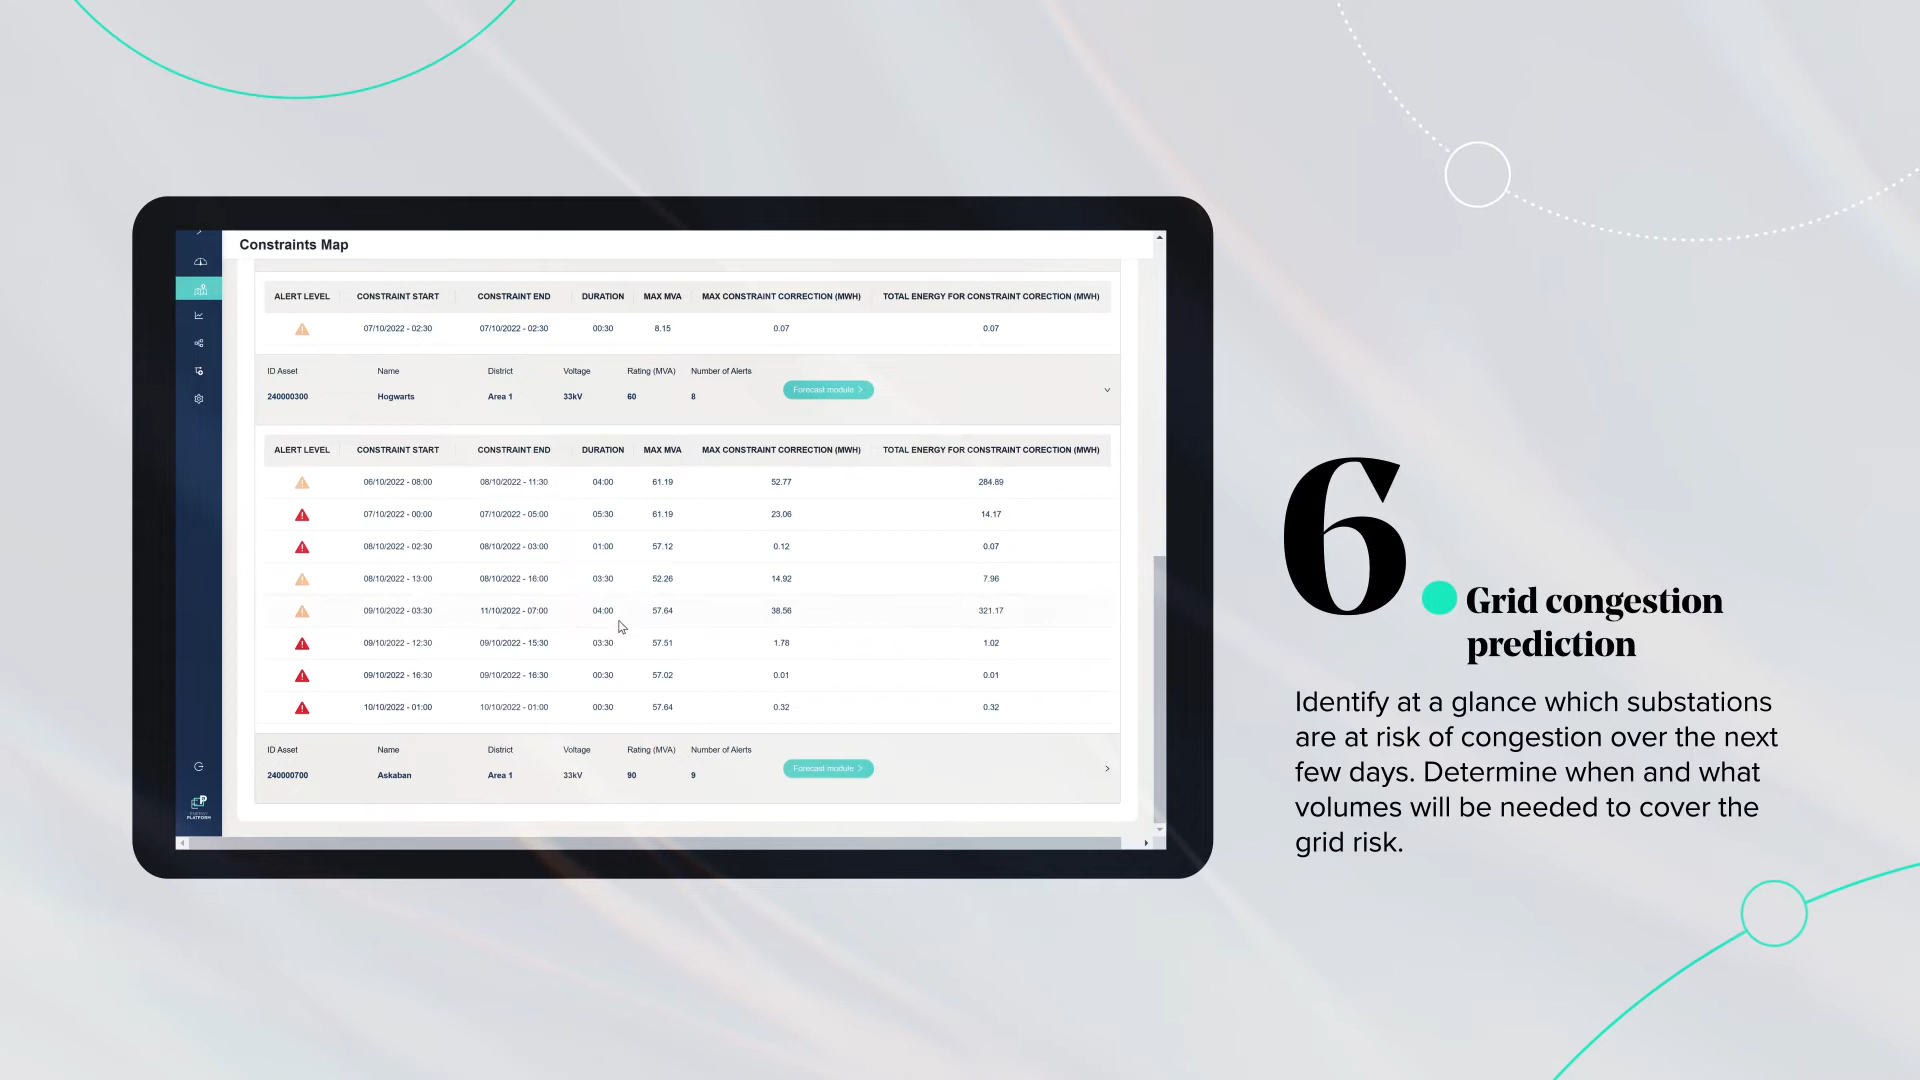 Constraints Map
ALERT LEVEL CONSTRAINT START CONSTRAINT END DURATION MAX MVA MAX CONSTRAINT CORRECTION (MWH) TOTAL ENERGY FOR CONSTRAINT CORECTION (MWH)
07/10/2022 - 02:30 07/10/2022 - 02:30 00:30 8.15 0.07 0.07
ID Asset Name District Voltage Rating (MVA) Number of Alerts
Forecast module >
240000300 Hogwarts Area 1 33kV 60 8
ALERT LEVEL CONSTRAINT START CONSTRAINT END DURATION MAX MVA MAX CONSTRAINT CORRECTION (MWH) TOTAL ENERGY FOR CONSTRAINT CORECTION (MWH)
06/10/2022 - 08:00 08/10/2022 - 11:30 04:00 61.19 52.77 284.89
07/10/2022 - 00:00 07/10/2022 - 05:00 05:30 61.19 23.06 14.17
08/10/2022 - 02:30 08/10/2022 - 03:00 01:00 57.12 0.12 0.07
08/10/2022 - 13:00 08/10/2022 - 16:00 03:30 52.26 14.92 7.96
09/10/2022 - 03:30 11/10/2022 - 07:00 04:00 57.64 38.56 321.17
09/10/2022 - 12:30 09/10/2022 - 15:30 03:30 57.51 1.78 1.02
09/10/2022 - 16:30 09/10/2022 - 16:30 00:30 57.02 0.01 0.01
10/10/2022 - 01:00 10/10/2022 - 01:00 00:30 57.64 0.32 0.32
ID Asset Name District Voltage Rating (MVA) Number of Alerts
Forecast module >
240000700 Askaban Area 1 33kV 90 9
PLATFORM
6
Grid congestion
prediction
Identify at a glance which substations
are at risk of congestion over the next
few days. Determine when and what
volumes will be needed to cover the
grid risk.